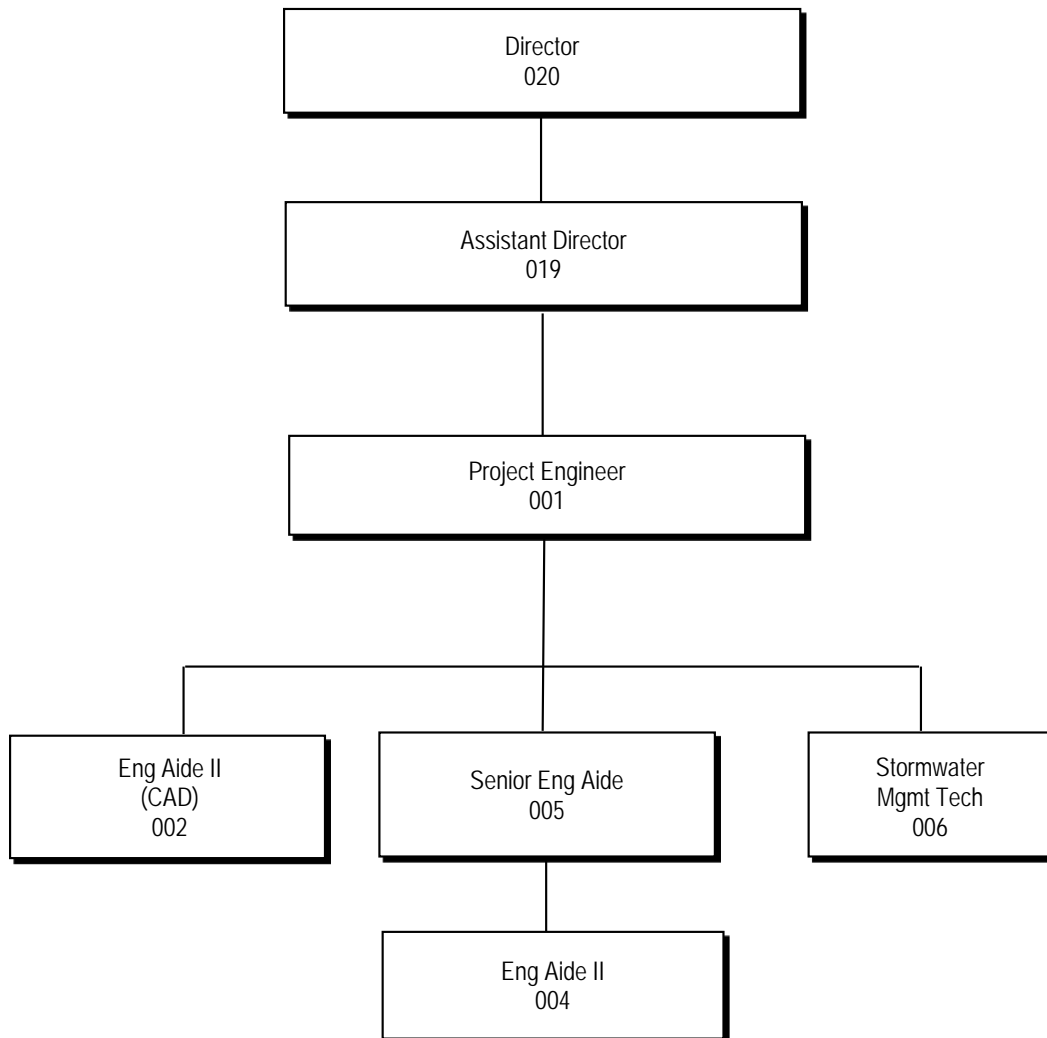 Director
020
Assistant Director
019
Project Engineer
001
Eng Aide II
(CAD)
002
Senior Eng Aide
005
Stormwater
Mgmt Tech
006
Eng Aide II
004